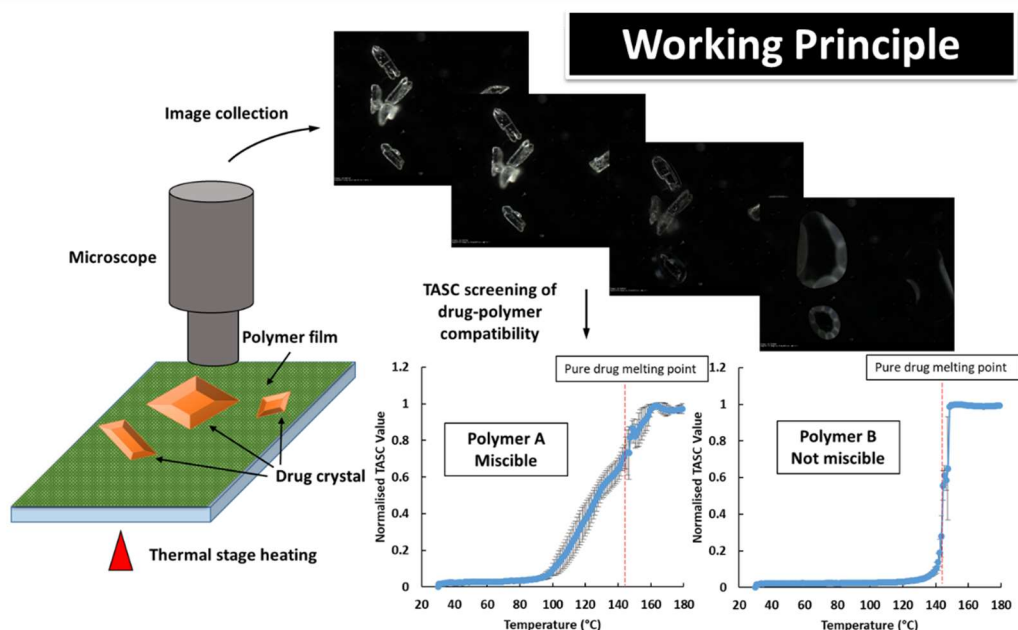 Working Principle
Image collection
Microscope
Polymer film
Drug crystal
Thermal stage heating
TASC screening of
drug-polymer
compatibility
Pure drug melting point
Polymer A
Miscible
Normalised TASC Value
1.2
1
0.8
0.6
0.4
0.2
0
20 40 60 80 100 120 140 160 180
Temperature (°C)
Pure drug melting point
Polymer B
Not miscible
Normalised TASC Value
1.2
1
0.8
0.6
0.4
0.2
0
20 40 60 80 100 120 140 160 180
Temperature (°C)